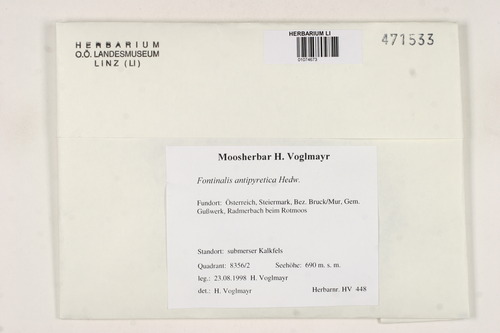 HERBARIUM
O.Ö. LANDESMUSEUM
LINZ (LI)
HERBARIUM LI
01074673
471533
Moosherbar H. Voglmayr
Fontinalis antipyretica Hedw.
Fundort: Österreich, Steiermark, Bez. Bruck/Mur, Gem.
Gußwerk, Radmerbach beim Rotmoos
Standort: submerser Kalkfels
Quadrant: 8356/2 Seehöhe: 690 m. s. m.
leg.: 23.08.1998 H. Voglmayr
det.: H. Voglmayr Herbarnr. HV 448